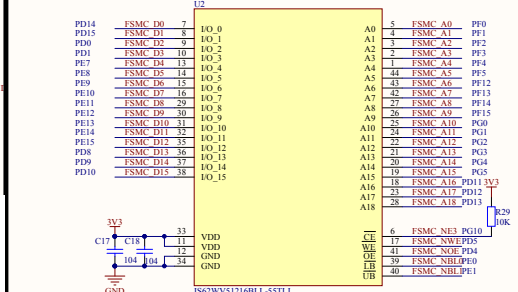 U2
PD14 FSMC_D0 7 I/O_0 A0 5 FSMC_A0 PF0
PD15 FSMC_D1 8 I/O_1 A1 4 FSMC_A1 PF1
PD0 FSMC_D2 9 I/O_2 A2 3 FSMC_A2 PF2
PD1 FSMC_D3 10 I/O_3 A3 2 FSMC_A3 PF3
PE7 FSMC_D4 13 I/O_4 A4 1 FSMC_A4 PF4
PE8 FSMC_D5 14 I/O_5 A5 44 FSMC_A5 PF5
PE9 FSMC_D6 15 I/O_6 A6 43 FSMC_A6 PF12
PE10 FSMC_D7 16 I/O_7 A7 42 FSMC_A7 PF13
PE11 FSMC_D8 29 I/O_8 A8 27 FSMC_A8 PF14
PE12 FSMC_D9 30 I/O_9 A9 26 FSMC_A9 PF15
PE13 FSMC_D10 31 I/O_10 A10 25 FSMC_A10 PG0
PE14 FSMC_D11 32 I/O_11 A11 24 FSMC_A11 PG1
PE15 FSMC_D12 35 I/O_12 A12 22 FSMC_A12 PG2
PD8 FSMC_D13 36 I/O_13 A13 21 FSMC_A13 PG3
PD9 FSMC_D14 37 I/O_14 A14 20 FSMC_A14 PG4
PD10 FSMC_D15 38 I/O_15 A15 19 FSMC_A15 PG5
A16 18 FSMC_A16 PD11 3V3
A17 23 FSMC_A17 PD12
A18 28 FSMC_A18 PD13
R29
10K
3V3
33 VDD CE 6 FSMC_NE3 PG10
C17 C18 11 VDD WE 17 FSMC_NWE PD5
104 104 12 GND OE 41 FSMC_NOE PD4
34 GND LB 39 FSMC_NBL0 PE0
UB 40 FSMC_NBL1 PE1
GND IS62WV51216BLL-55TLI